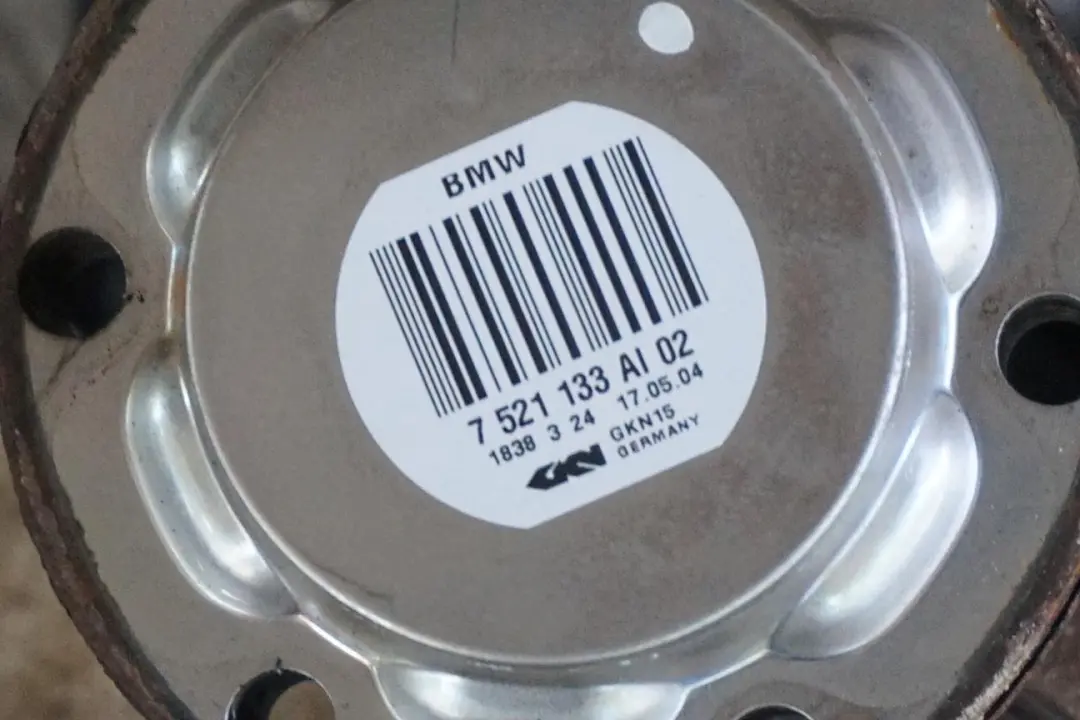 BMW
7 521 133 AI 02
1838 3 24 17.05.04
GKN GKN15
GERMANY